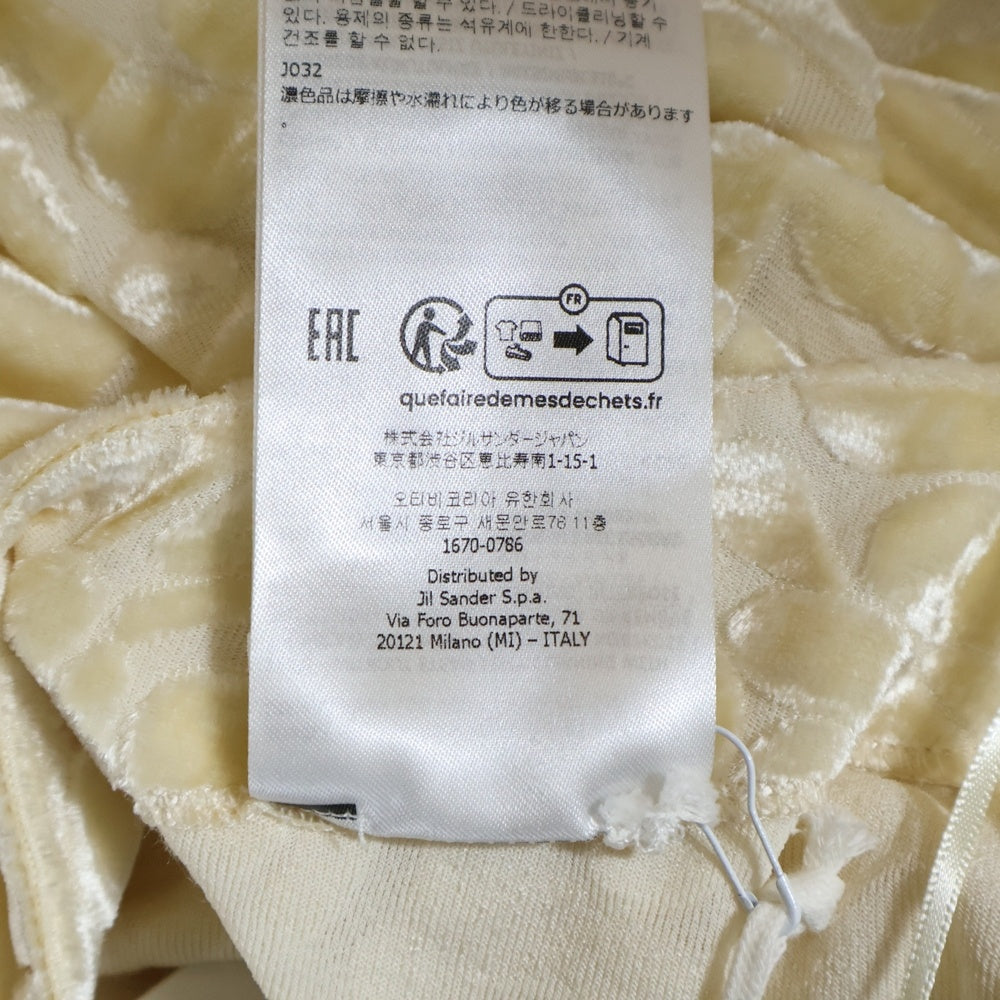 있다. 용제의 종류는 석유계에 한한다. / 기계
건조를 할 수 없다.
J032
濃色品は摩擦や水濡れにより色が移る場合があります
。
EAC
FR
quefairedemesdechets.fr
株式会社ジルサンダージャパン
東京都渋谷区恵比寿南1-15-1
오티비코리아 유한회사
서울시 종로구 새문안로76 11층
1670-0786
Distributed by
Jil Sander S.p.a.
Via Foro Buonaparte, 71
20121 Milano (MI) – ITALY